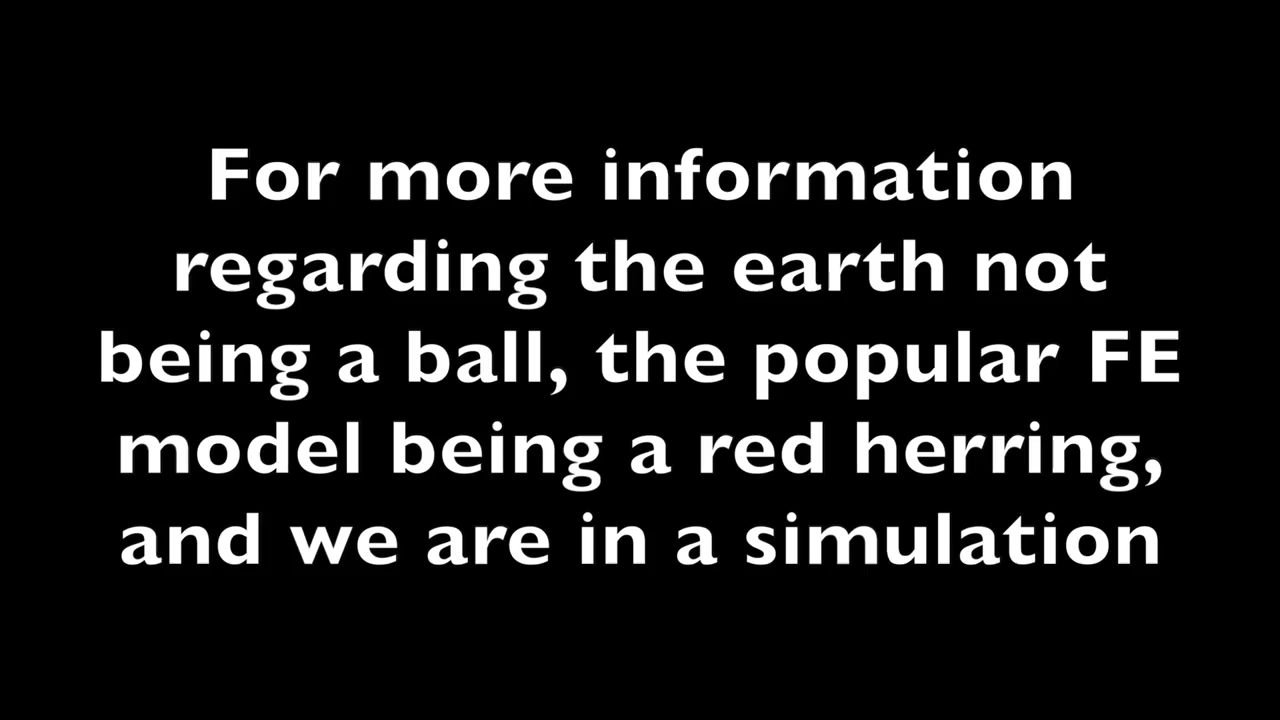 For more information
regarding the earth not
being a ball, the popular FE
model being a red herring,
and we are in a simulation